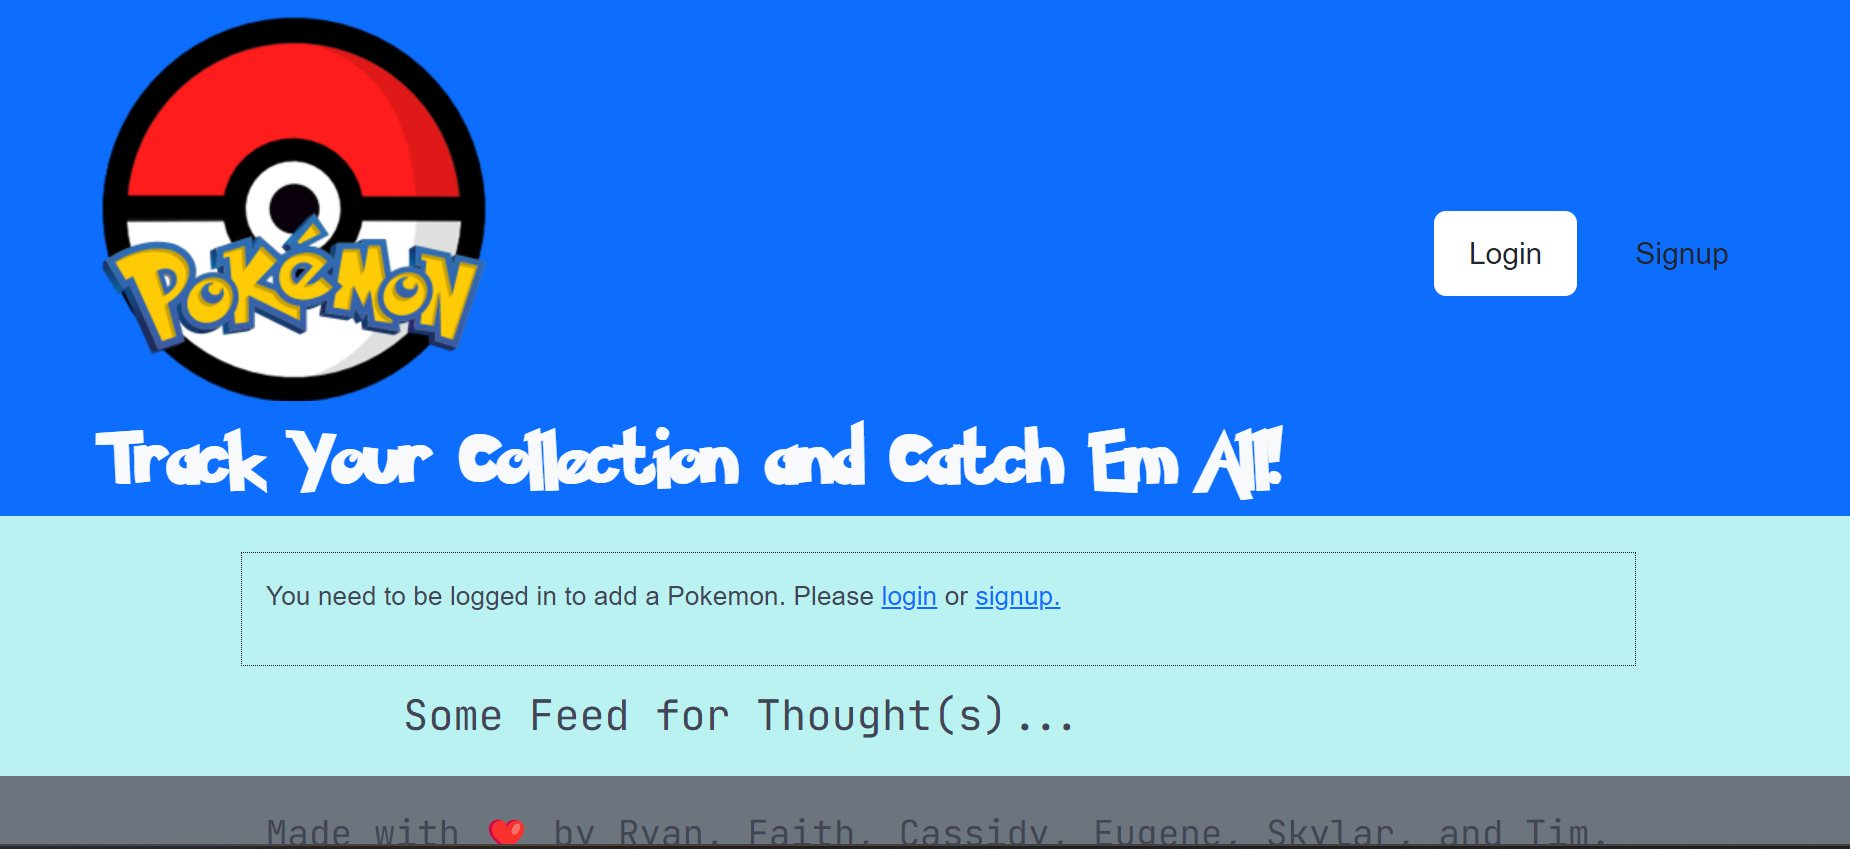 POKéMON
Login
Signup
Track Your Collection and Catch Em All!
You need to be logged in to add a Pokemon. Please login or signup.
Some Feed for Thought(s)...
Made with ❤️ by Ryan, Faith, Cassidy, Eugene, Skylar, and Tim.